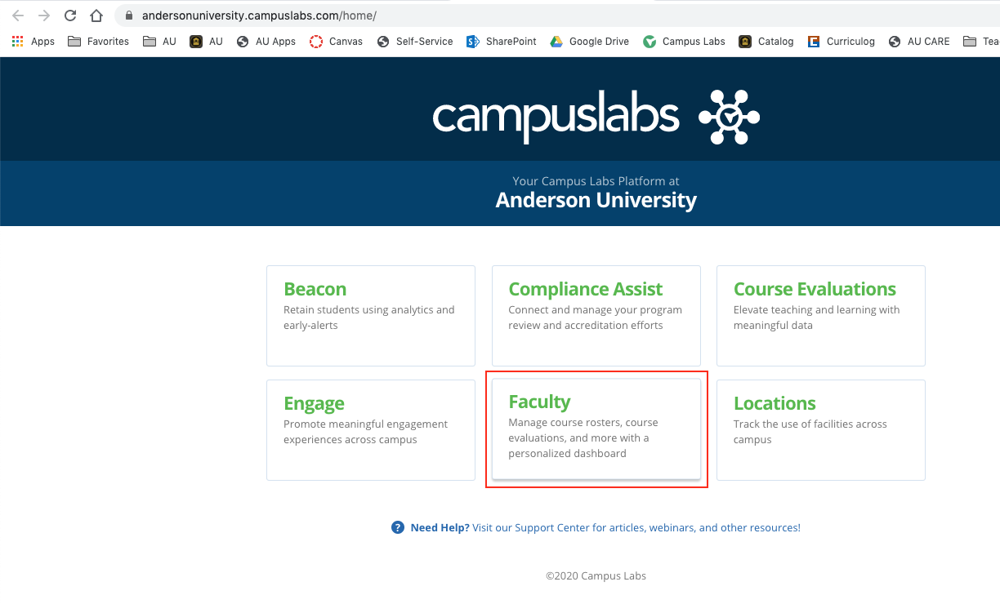 andersonuniversity.campuslabs.com/home/
Apps Favorites AU AU AU Apps Canvas Self-Service SharePoint Google Drive Campus Labs Catalog Curriculog AU CARE Tea
campuslabs
Your Campus Labs Platform at
Anderson University
Beacon
Retain students using analytics and
early-alerts
Compliance Assist
Connect and manage your program
review and accreditation efforts
Course Evaluations
Elevate teaching and learning with
meaningful data
Engage
Promote meaningful engagement
experiences across campus
Faculty
Manage course rosters, course
evaluations, and more with a
personalized dashboard
Locations
Track the use of facilities across
campus
? Need Help? Visit our Support Center for articles, webinars, and other resources!
©2020 Campus Labs